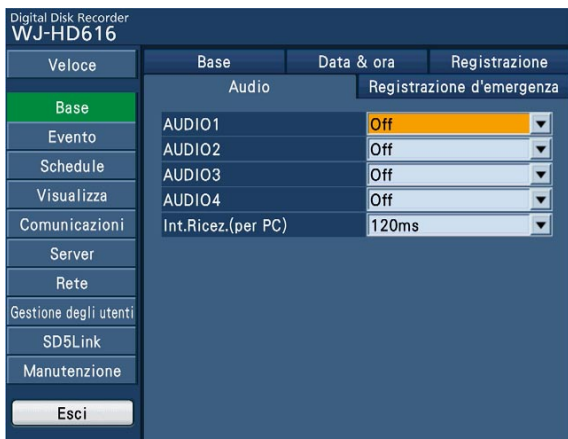 Digital Disk Recorder
WJ-HD616
Veloce
Base
Evento
Schedule
Visualizza
Comunicazioni
Server
Rete
Gestione degli utenti
SD5Link
Manutenzione
Esci
Base Data & ora Registrazione
Audio Registrazione d'emergenza
AUDIO1 Off
AUDIO2 Off
AUDIO3 Off
AUDIO4 Off
Int.Ricez.(per PC) 120ms